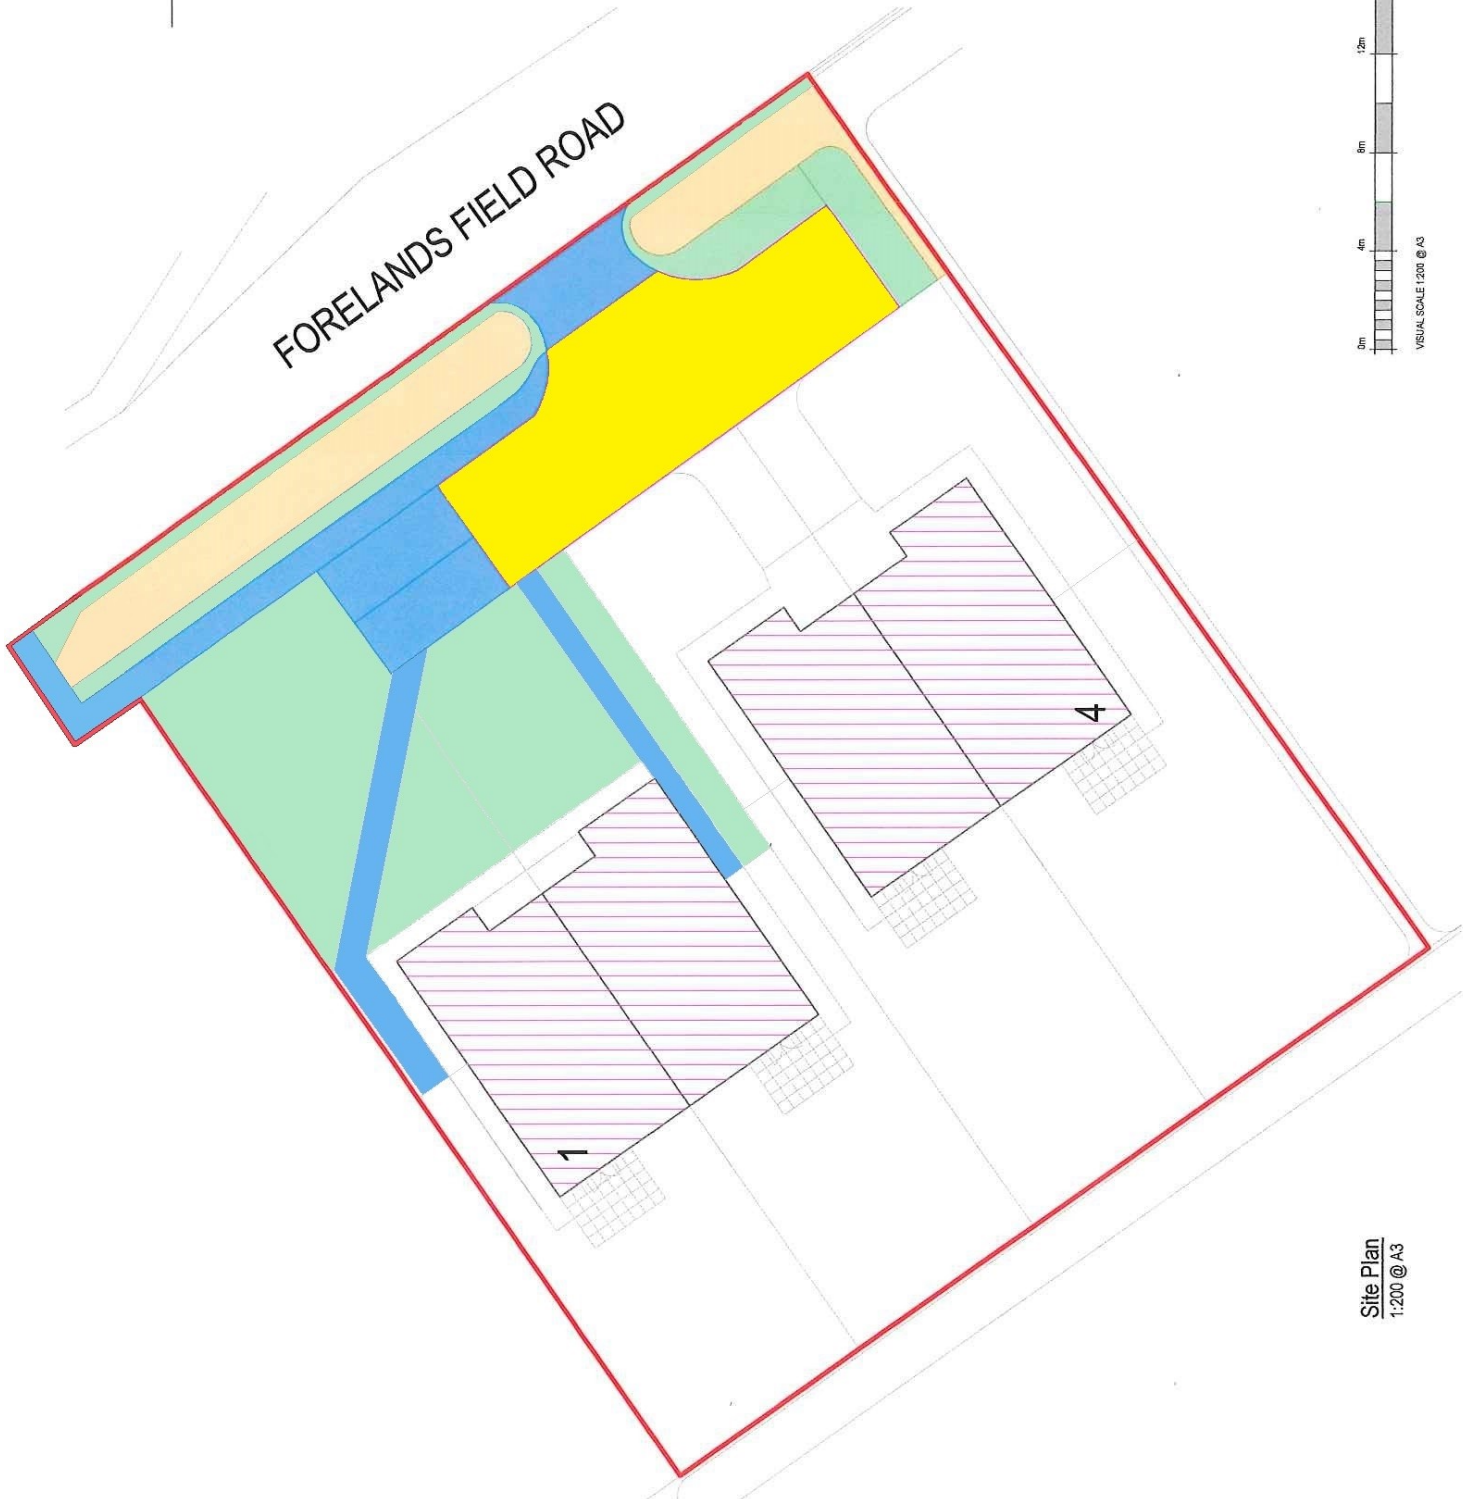 FORELANDS FIELD ROAD
1
4
0m
4m
8m
12m
VISUAL SCALE 1:200 @ A3
Site Plan
1:200 @ A3